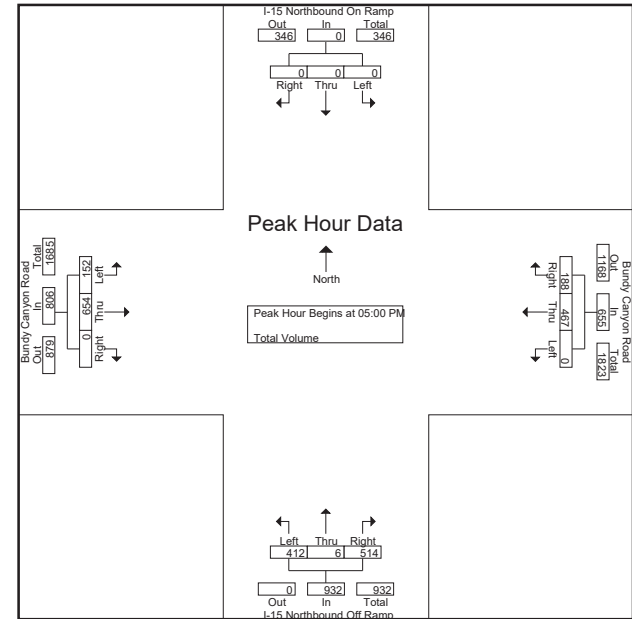 I-15 Northbound On Ramp
Out In Total
346 0 346
0 0 0
Right Thru Left
Peak Hour Data
North
Peak Hour Begins at 05:00 PM
Total Volume
Bundy Canyon Road
Out In Total
879 806 1685
Right Thru Left
0 654 152
Bundy Canyon Road
Out In Total
1168 655 1823
Right Thru Left
188 467 0
Left Thru Right
412 6 514
0 932 932
Out In Total
I-15 Northbound Off Ramp